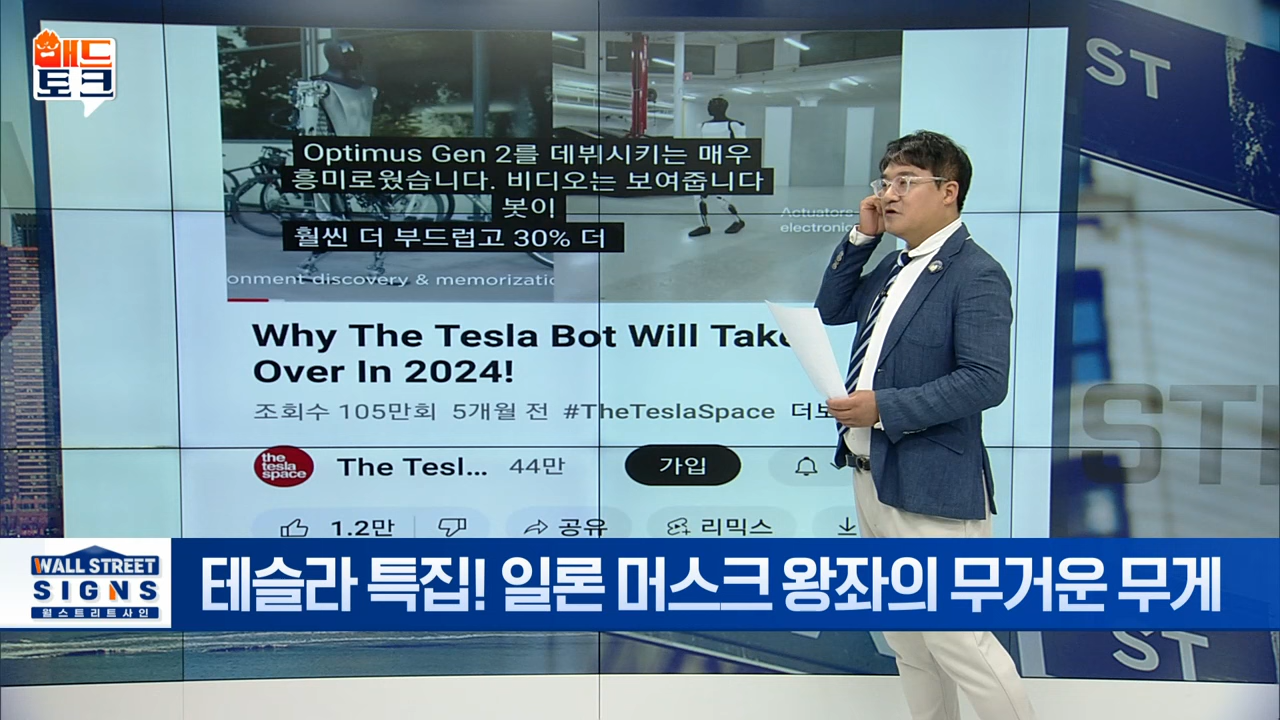 매드
토크
ST
Optimus Gen 2를 데뷔시키는 매우
흥미로웠습니다. 비디오는 보여줍니다
봇이
훨씬 더 부드럽고 30% 더
Actuators
electronic
onment discovery & memorizatic
Why The Tesla Bot Will Take
Over In 2024!
조회수 105만회 5개월 전 #TheTeslaSpace 더보
the
tesla
space
The Tesl...
44만
가입
1.2만
공유
리믹스
ST
WALL STREET
SIGNS
월스트리트사인
테슬라 특집! 일론 머스크 왕좌의 무거운 무게
ST